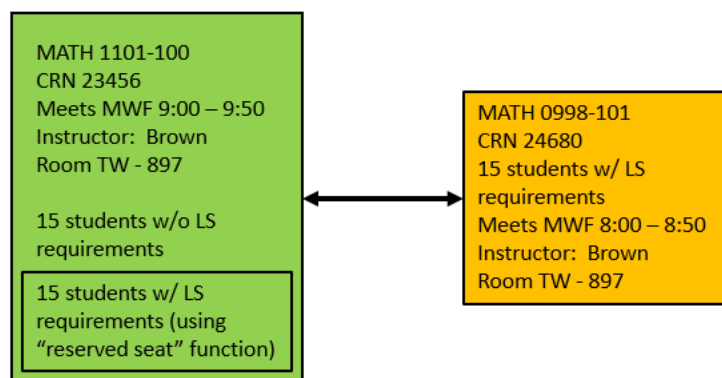 MATH 1101-100
CRN 23456
Meets MWF 9:00 – 9:50
Instructor:  Brown
Room TW - 897
15 students w/o LS
requirements
15 students w/ LS
requirements (using
“reserved seat” function)
MATH 0998-101
CRN 24680
15 students w/ LS
requirements
Meets MWF 8:00 – 8:50
Instructor:  Brown
Room TW - 897